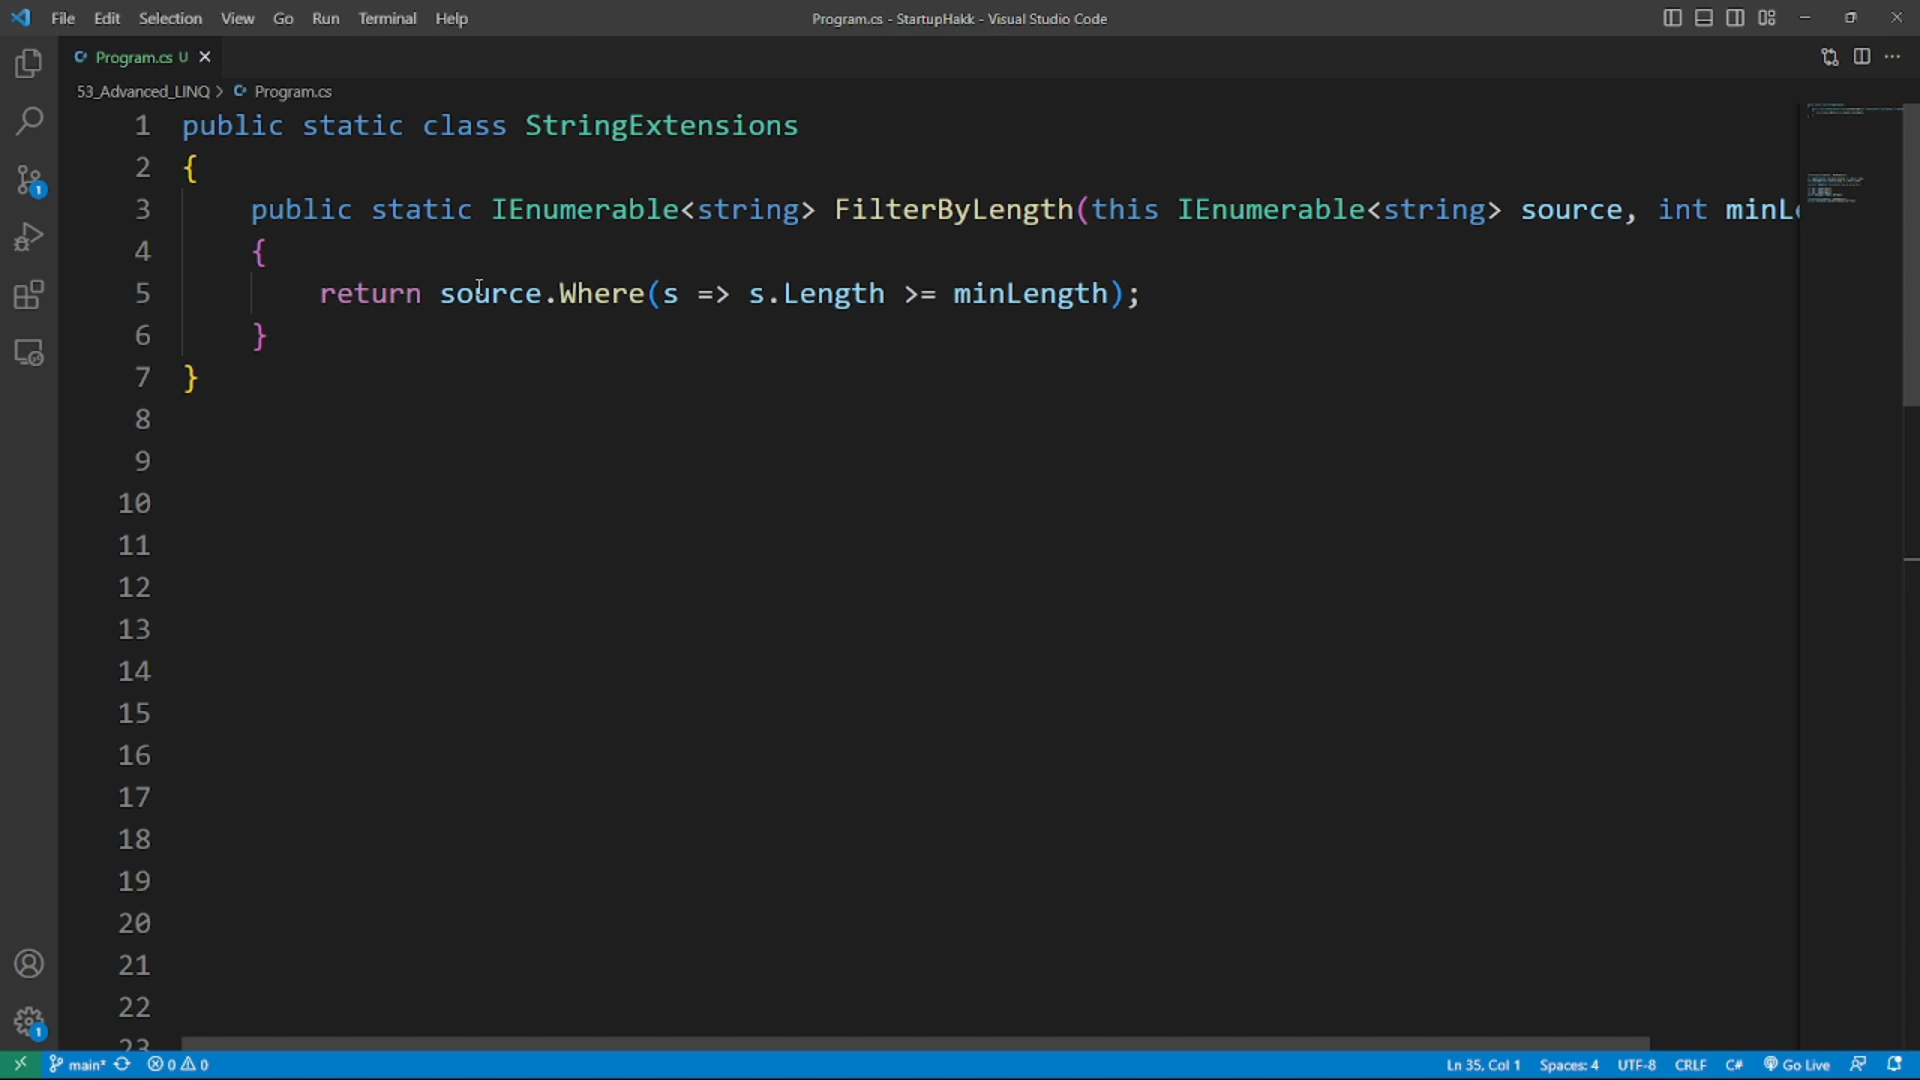 File Edit Selection View Go Run Terminal Help
Program.cs - StartupHakk - Visual Studio Code
Program.cs U
53_Advanced_LINQ > Program.cs
1 public static class StringExtensions
2 {
3 public static IEnumerable<string> FilterByLength(this IEnumerable<string> source, int minL
4 {
5 return source.Where(s => s.Length >= minLength);
6 }
7 }
8
9
10
11
12
13
14
15
16
17
18
19
20
21
22
23
1
1
main* 0 0
Ln 35, Col 1 Spaces: 4 UTF-8 CRLF C# Go Live